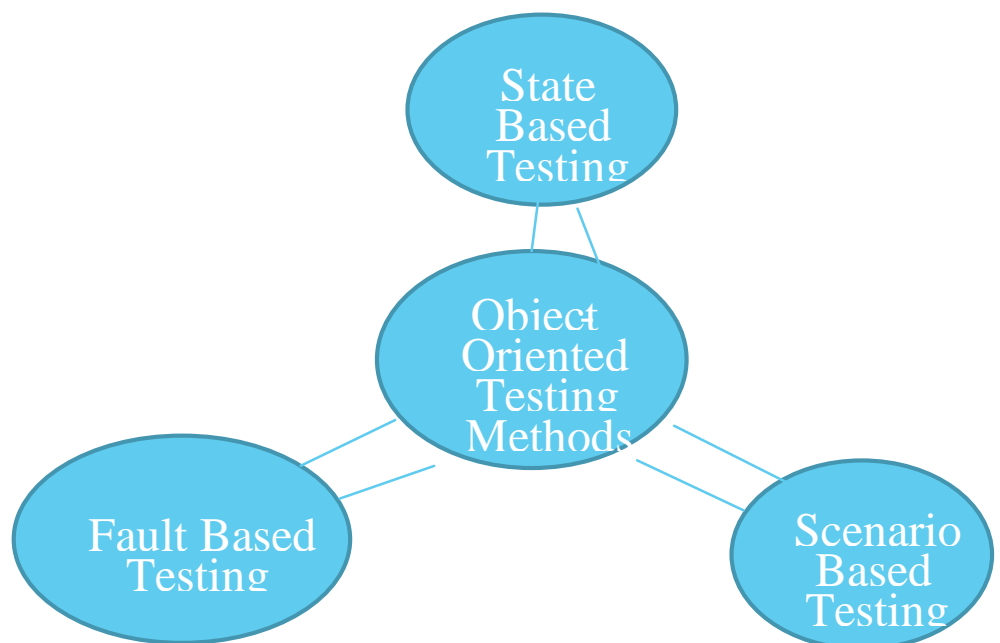 State
Based
Testing
Object-
Oriented
Testing
Methods
Fault Based
Testing
Scenario
Based
Testing